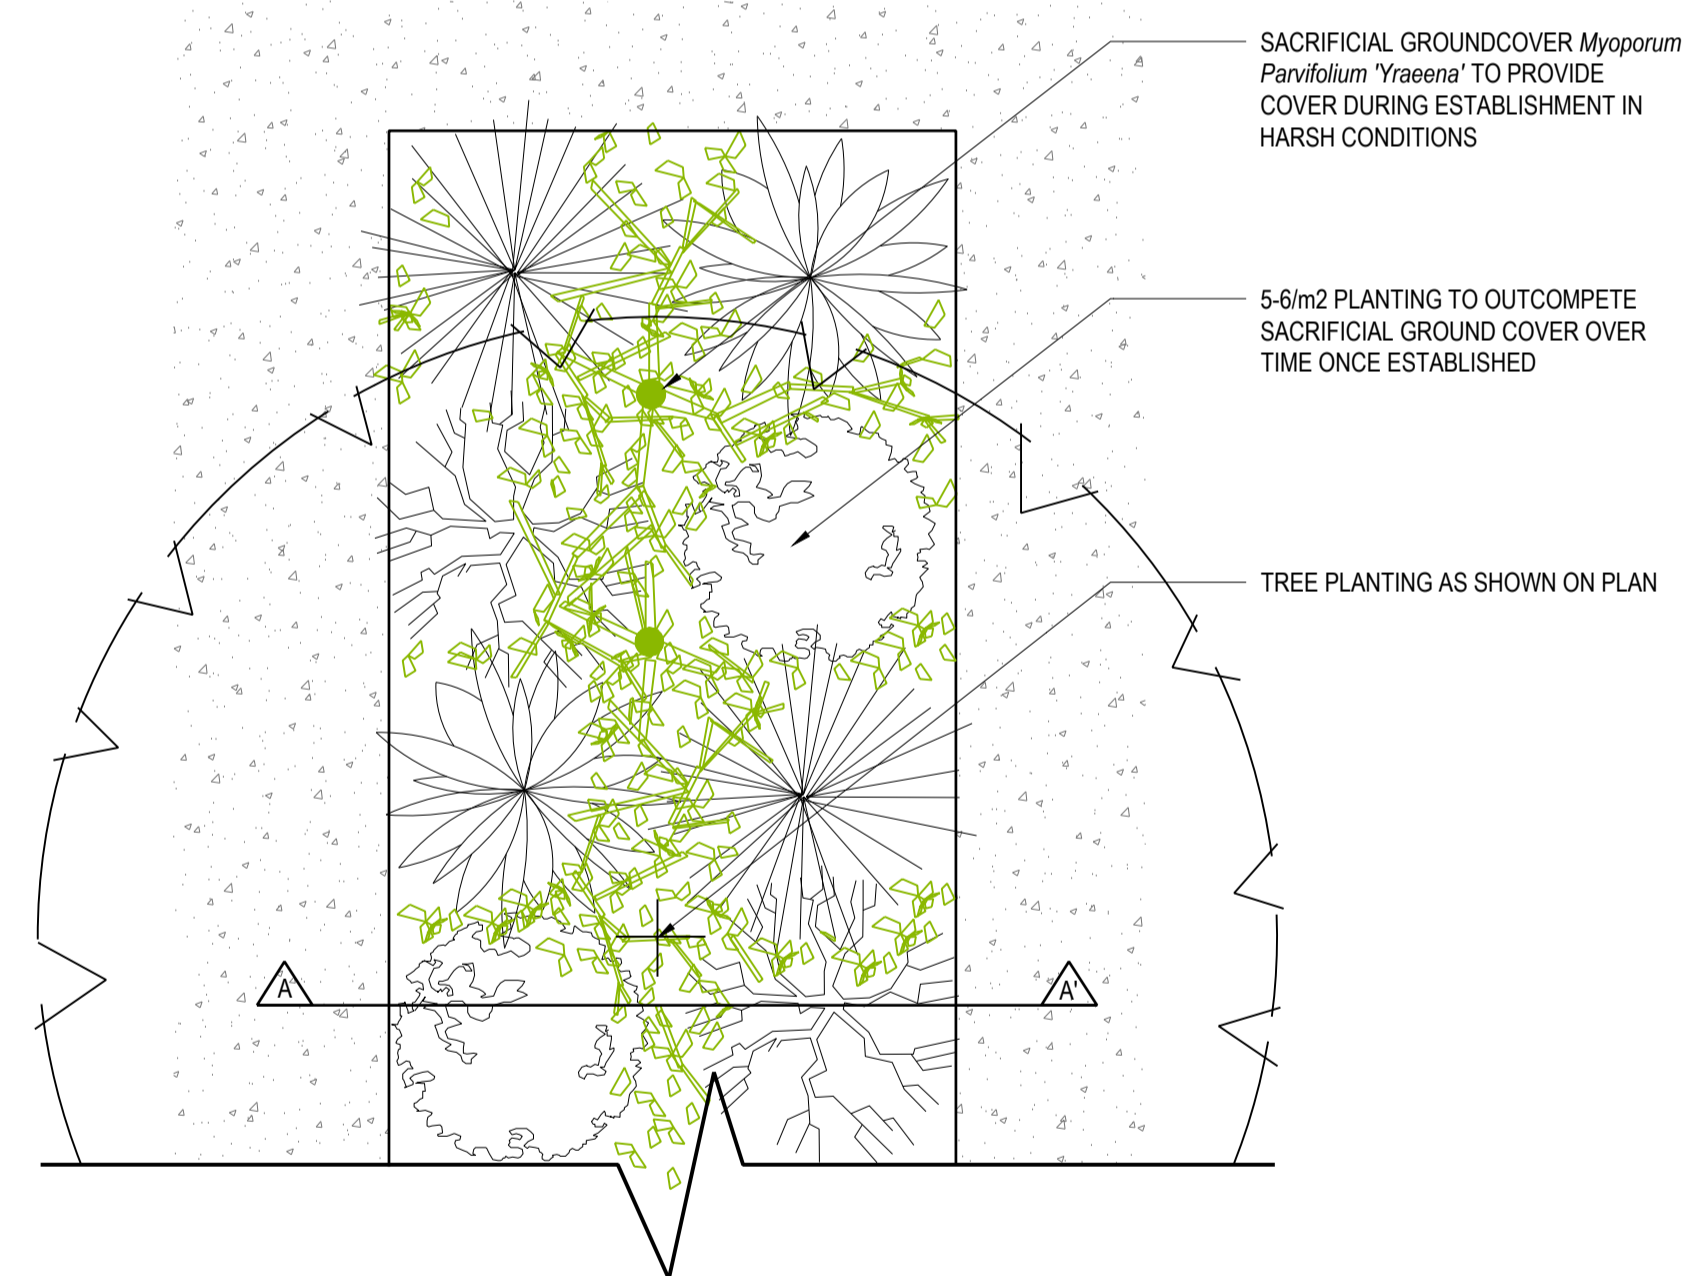 SACRIFICIAL GROUNDCOVER Myoporum
Parvifolium 'Yraeena' TO PROVIDE
COVER DURING ESTABLISHMENT IN
HARSH CONDITIONS
5-6/m2 PLANTING TO OUTCOMPETE
SACRIFICIAL GROUND COVER OVER
TIME ONCE ESTABLISHED
TREE PLANTING AS SHOWN ON PLAN
A
A'